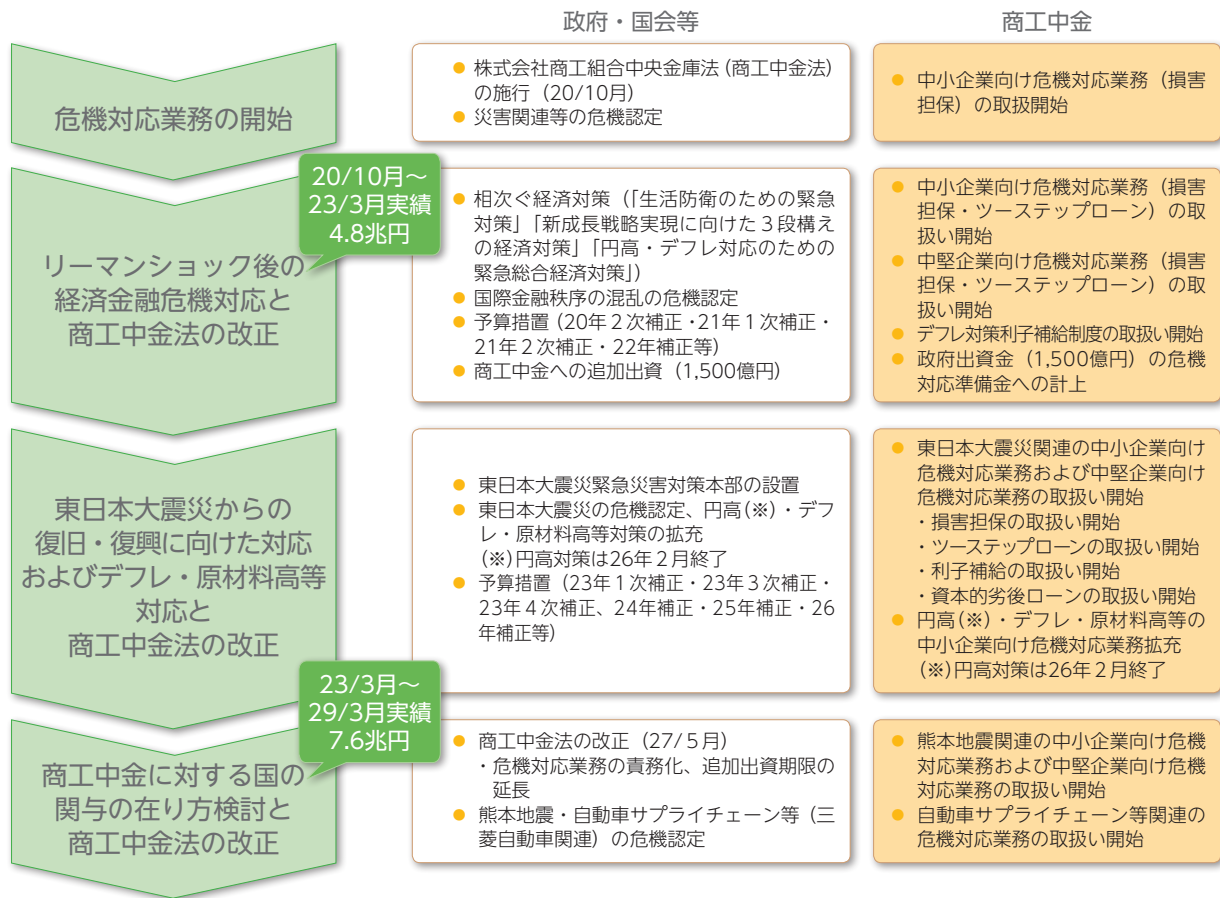 政府・国会等
商工中金
危機対応業務の開始
● 株式会社商工組合中央金庫法(商工中金法)
の施行（20/10月）
● 災害関連等の危機認定
● 中小企業向け危機対応業務（損害
担保）の取扱開始
20/10月～
23/3月実績
4.8兆円
リーマンショック後の
経済金融危機対応と
商工中金法の改正
● 相次ぐ経済対策（「生活防衛のための緊急
対策」「新成長戦略実現に向けた３段構え
の経済対策」「円高・デフレ対応のための
緊急総合経済対策」）
● 国際金融秩序の混乱の危機認定
● 予算措置（20年２次補正・21年１次補正・
21年２次補正・22年補正等）
● 商工中金への追加出資（1,500億円）
● 中小企業向け危機対応業務（損害
担保・ツーステップローン）の取
扱い開始
● 中堅企業向け危機対応業務（損害
担保・ツーステップローン）の取
扱い開始
● デフレ対策利子補給制度の取扱い開始
● 政府出資金（1,500億円）の危機
対応準備金への計上
東日本大震災からの
復旧・復興に向けた対応
およびデフレ・原材料高等
対応と
商工中金法の改正
● 東日本大震災緊急災害対策本部の設置
● 東日本大震災の危機認定、円高(※)・デフ
レ・原材料高等対策の拡充
(※)円高対策は26年２月終了
● 予算措置（23年１次補正・23年３次補正・
23年４次補正、24年補正・25年補正・26
年補正等）
● 東日本大震災関連の中小企業向け
危機対応業務および中堅企業向け
危機対応業務の取扱い開始
・損害担保の取扱い開始
・ツーステップローンの取扱い開始
・利子補給の取扱い開始
・資本的劣後ローンの取扱い開始
● 円高(※)・デフレ・原材料高等の
中小企業向け危機対応業務拡充
(※)円高対策は26年２月終了
23/3月～
29/3月実績
7.6兆円
商工中金に対する国の
関与の在り方検討と
商工中金法の改正
● 商工中金法の改正（27/５月）
・危機対応業務の責務化、追加出資期限の
延長
● 熊本地震・自動車サプライチェーン等（三
菱自動車関連）の危機認定
● 熊本地震関連の中小企業向け危機
対応業務および中堅企業向け危機
対応業務の取扱い開始
● 自動車サプライチェーン等関連の
危機対応業務の取扱い開始